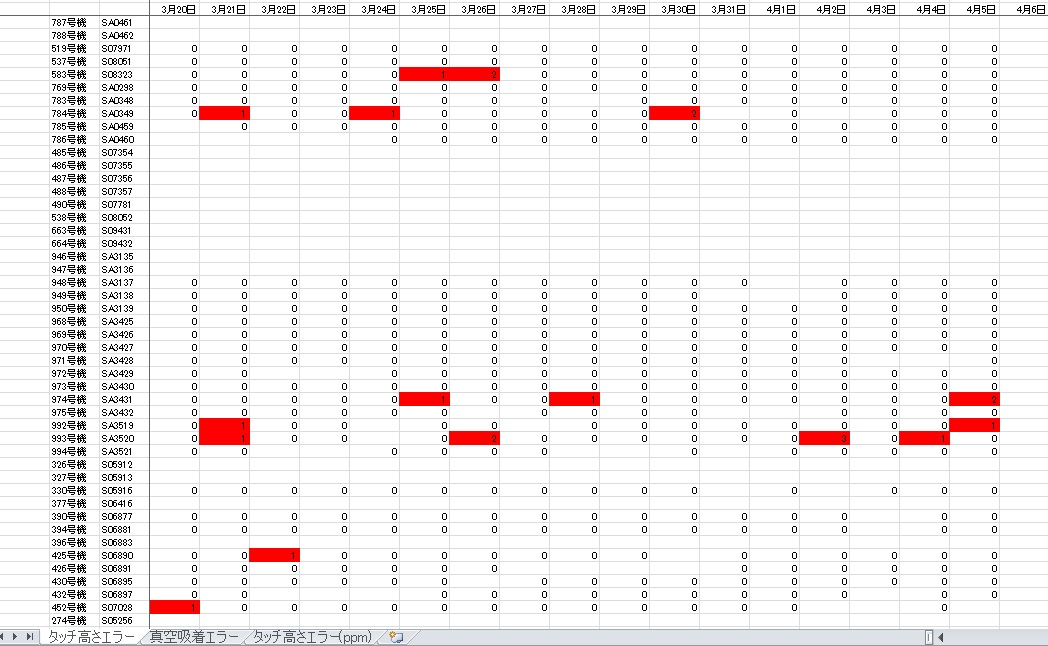 3月20日 3月21日 3月22日 3月23日 3月24日 3月25日 3月26日 3月27日 3月28日 3月29日 3月30日 3月31日 4月1日 4月2日 4月3日 4月4日 4月5日 4月6日
787号機 SA0461
788号機 SA0462
519号機 S07971 0 0 0 0 0 0 0 0 0 0 0 0 0 0 0 0 0
537号機 S08051 0 0 0 0 0 0 0 0 0 0 0 0 0 0 0 0 0
583号機 S08323 0 0 0 0 0 1 2 0 0 0 0 0 0 0 0 0 0
769号機 SA0298 0 0 0 0 0 0 0 0 0 0 0 0 0 0 0 0 0
783号機 SA0348 0 0 0 0 0 0 0 0 0 0 0 0 0 0 0
784号機 SA0349 0 1 0 0 1 0 0 0 0 0 2 0 0 0 0 0 0
785号機 SA0459 0 0 0 0 0 0 0 0 0 0 0 0 0 0 0 0
786号機 SA0460 0 0 0 0 0 0 0 0 0 0 0 0 0
485号機 S07354
486号機 S07355
487号機 S07356
488号機 S07357
490号機 S07781
538号機 S08052
663号機 S09431
664号機 S09432
946号機 SA3135
947号機 SA3136
948号機 SA3137 0 0 0 0 0 0 0 0 0 0 0 0 0 0 0 0
949号機 SA3138 0 0 0 0 0 0 0 0 0 0 0 0 0 0 0
950号機 SA3139 0 0 0 0 0 0 0 0 0 0 0 0 0 0 0 0 0
968号機 SA3425 0 0 0 0 0 0 0 0 0 0 0 0 0 0 0 0 0
969号機 SA3426 0 0 0 0 0 0 0 0 0 0 0 0 0 0 0 0 0
970号機 SA3427 0 0 0 0 0 0 0 0 0 0 0 0 0 0 0 0 0
971号機 SA3428 0 0 0 0 0 0 0 0 0 0 0 0 0 0
972号機 SA3429 0 0 0 0 0 0 0 0 0 0 0 0 0 0
973号機 SA3430 0 0 0 0 0 0 0 0 0 0 0 0 0 0 0 0 0
974号機 SA3431 0 0 0 0 0 1 0 0 1 0 0 0 0 0 0 0 2
975号機 SA3432 0 0 0 0 0 0 0 0 0 0 0 0
992号機 SA3519 0 1 0 0 0 0 0 0 0 0 0 0 0 0 1
993号機 SA3520 0 1 0 0 0 0 2 0 0 0 0 0 0 3 0 1 0
994号機 SA3521 0 0 0 0 0 0 0 0 0 0 0 0
326号機 S05912
327号機 S05913
330号機 S05916 0 0 0 0 0 0 0 0 0 0 0 0 0 0 0
377号機 S06416
390号機 S06877 0 0 0 0 0 0 0 0 0 0 0 0 0 0 0 0
394号機 S06881 0 0 0 0 0 0 0 0 0 0 0 0 0 0 0 0
396号機 S06883
425号機 S06890 0 0 1 0 0 0 0 0 0 0 0 0 0 0 0
426号機 S06891 0 0 0 0 0 0 0 0 0 0 0 0 0 0 0
430号機 S06895 0 0 0 0 0 0 0 0 0 0 0 0 0 0 0 0
432号機 S06897 0 0 0 0 0 0 0 0 0 0 0 0 0
452号機 S07028 1 0 0 0 0 0 0 0 0 0 0 0 0 0
274号機 S05256
タッチ高さエラー 真空吸着エラー タッチ高さエラー(ppm)